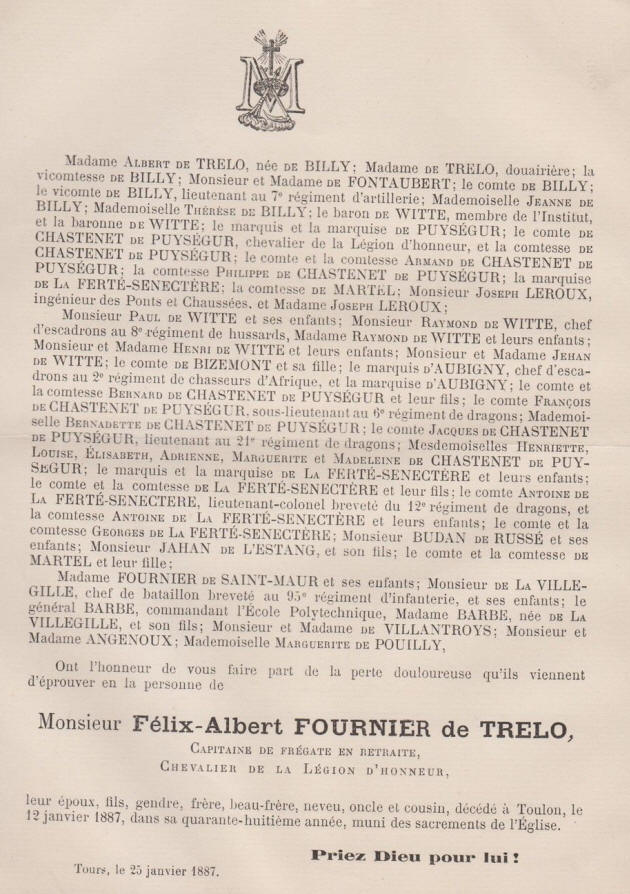 Madame ALBERT DE TRELO, née DE BILLY; Madame DE TRELO, douairière; la
vicomtesse DE BILLY; Monsieur et Madame DE FONTAUBERT; le comte DE BILLY;
le vicomte DE BILLY, lieutenant au 7e régiment d'artillerie; Mademoiselle JEANNE DE
BILLY; Mademoiselle THÉRÈSE DE BILLY; le baron DE WITTE, membre de l'Institut,
et la baronne DE WITTE; le marquis et la marquise DE PUYSÉGUR; le comte DE
CHASTENET DE PUYSÉGUR, chevalier de la Légion d'honneur, et la comtesse DE
CHASTENET DE PUYSÉGUR; le comte et la comtesse ARMAND DE CHASTENET DE
PUYSÉGUR; la comtesse PHILIPPE DE CHASTENET DE PUYSÉGUR; la marquise
DE LA FERTÉ-SENECTÈRE; la comtesse DE MARTEL; Monsieur JOSEPH LEROUX,
ingénieur des Ponts et Chaussées, et Madame JOSEPH LEROUX;
Monsieur PAUL DE WITTE et ses enfants; Monsieur RAYMOND DE WITTE, chef
d'escadrons au 8e régiment de hussards, Madame RAYMOND DE WITTE et leurs enfants;
Monsieur et Madame HENRI DE WITTE et leurs enfants; Monsieur et Madame JEHAN
DE WITTE; le comte DE BIZEMONT et sa fille; le marquis D'AUBIGNY, chef d'esca-
drons au 2e régiment de chasseurs d'Afrique, et la marquise D'AUBIGNY; le comte et
la comtesse BERNARD DE CHASTENET DE PUYSÉGUR et leur fils; le comte FRANÇOIS
DE CHASTENET DE PUYSÉGUR, sous-lieutenant au 6e régiment de dragons; Mademoi-
selle BERNADETTE DE CHASTENET DE PUYSÉGUR; le comte JACQUES DE CHASTENET
DE PUYSÉGUR, lieutenant au 21e régiment de dragons; Mesdemoiselles HENRIETTE,
LOUISE, ÉLISABETH, ADRIENNE, MARGUERITE et MADELEINE DE CHASTENET DE PUY-
SÉGUR; le marquis et la marquise DE LA FERTÉ-SENECTÈRE et leurs enfants;
le comte et la comtesse DE LA FERTÉ-SENECTÈRE et leur fils; le comte ANTOINE DE
LA FERTÉ-SENECTERE, lieutenant-colonel breveté du 12e régiment de dragons, et
la comtesse ANTOINE DE LA FERTÉ-SENECTÈRE et leurs enfants; le comte et la
comtesse GEORGES DE LA FERTÉ-SENECTÈRE; Monsieur BUDAN DE RUSSÉ et ses
enfants; Monsieur JAHAN DE L'ESTANG, et son fils; le comte et la comtesse DE
MARTEL et leur fille;
Madame FOURNIER DE SAINT-MAUR et ses enfants; Monsieur DE LA VILLE-
GILLE, chef de bataillon breveté au 95e régiment d'infanterie, et ses enfants; le
général BARBE, commandant l'École Polytechnique, Madame BARBE, née DE LA
VILLEGILLE, et son fils; Monsieur et Madame DE VILLANTROYS; Monsieur et
Madame ANGENOUX; Mademoiselle MARGUERITE DE POUILLY,
Ont l'honneur de vous faire part de la perte douloureuse qu'ils viennent
d'éprouver en la personne de
Monsieur Félix-Albert FOURNIER de TRELO,
CAPITAINE DE FRÉGATE EN RETRAITE,
CHEVALIER DE LA LÉGION D'HONNEUR,
leur époux, fils, gendre, frère, beau-frère, neveu, oncle et cousin, décédé à Toulon, le
12 janvier 1887, dans sa quarante-huitième année, muni des sacrements de l'Église.
Priez Dieu pour lui !
Tours, le 25 janvier 1887.